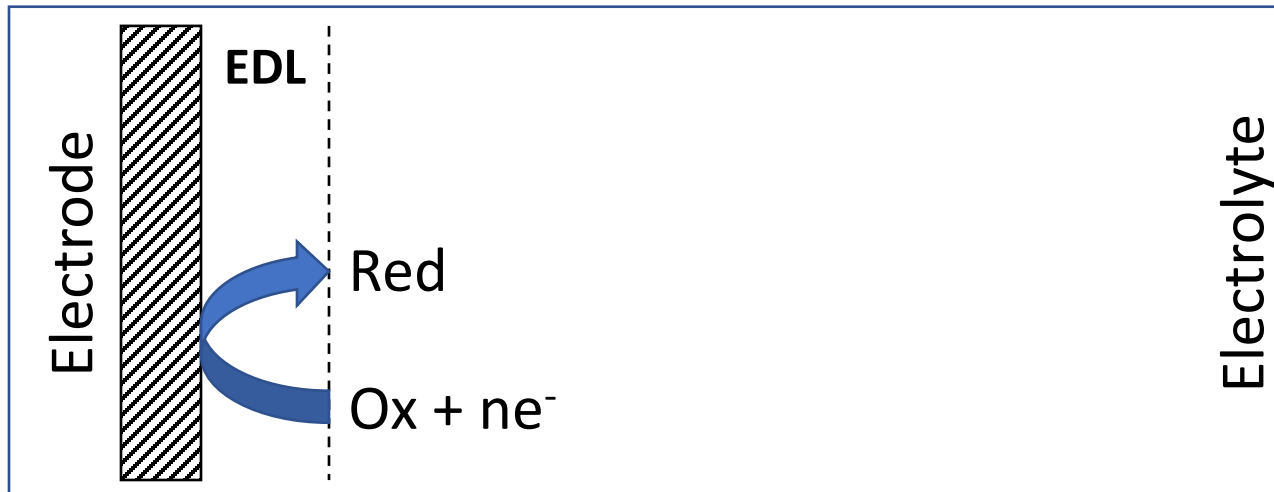 Electrode
EDL
Red
Ox + ne⁻
Electrolyte